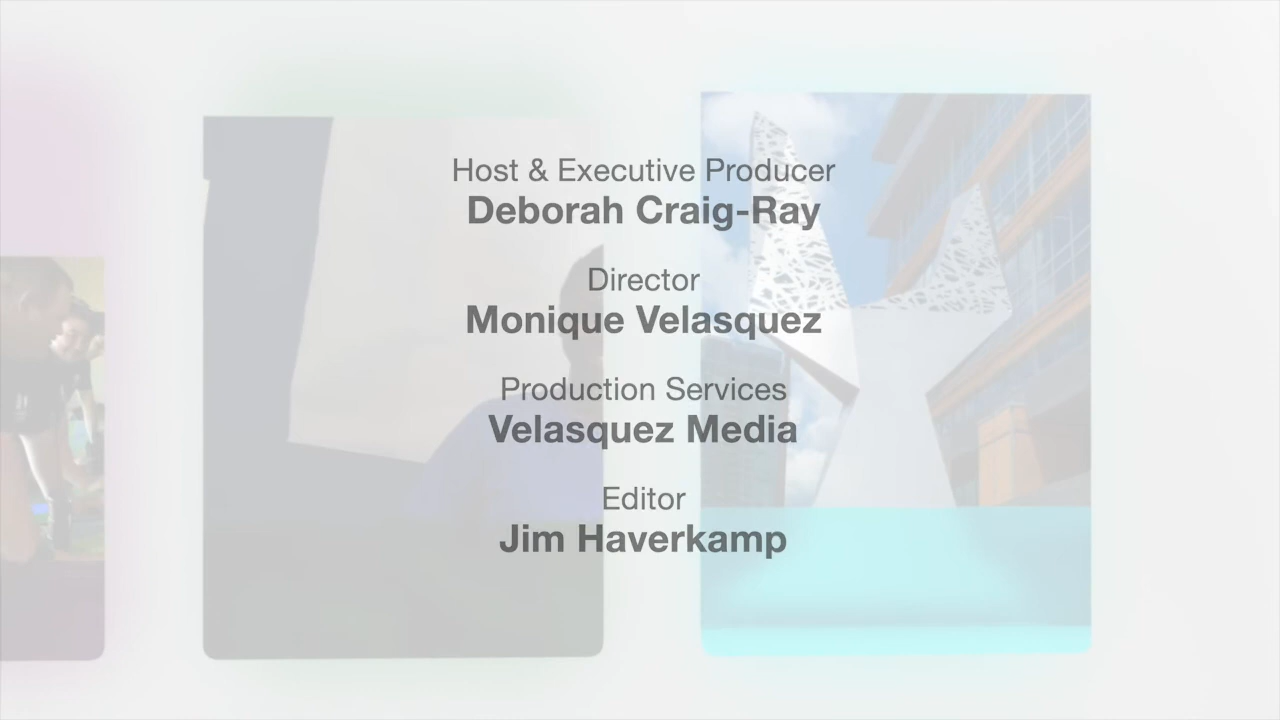 Host & Executive Producer
Deborah Craig-Ray
Director
Monique Velasquez
Production Services
Velasquez Media
Editor
Jim Haverkamp